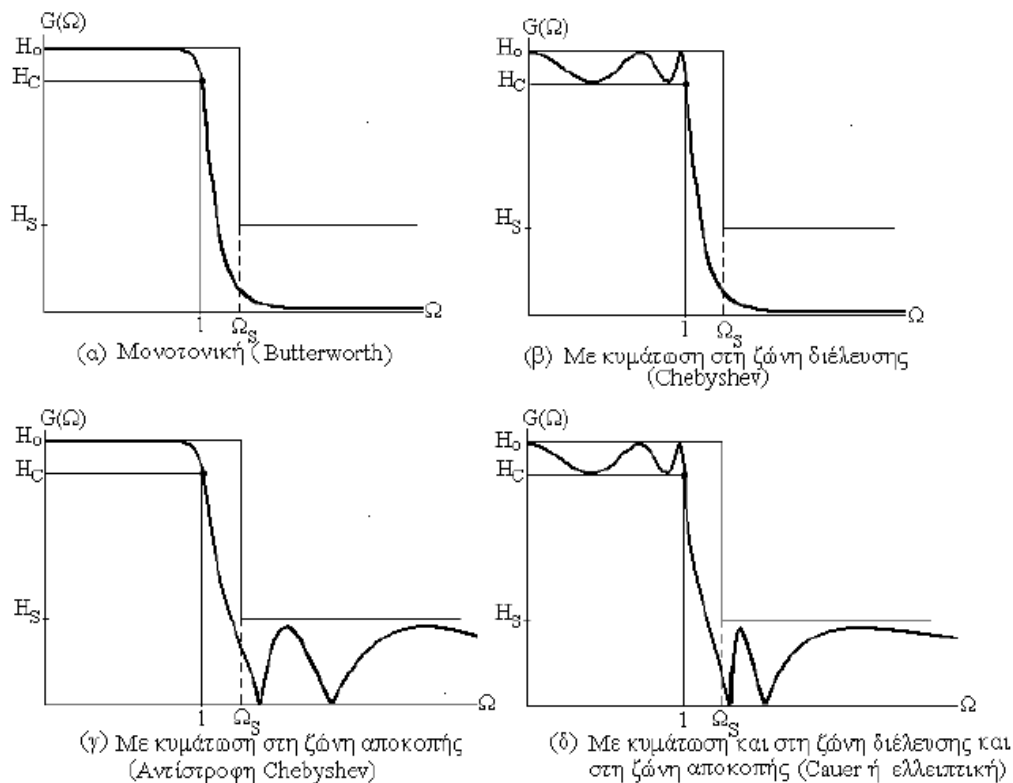 G(Ω)
H₀
H_C
H_S
1
Ω_S
Ω
(α) Μονοτονική (Butterworth)
G(Ω)
H₀
H_C
H_S
1
Ω_S
Ω
(β) Με κυμάτωση στη ζώνη διέλευσης
(Chebyshev)
G(Ω)
H₀
H_C
H_S
1
Ω_S
Ω
(γ) Με κυμάτωση στη ζώνη αποκοπής
(Αντίστροφη Chebyshev)
G(Ω)
H₀
H_C
H_S
1
Ω_S
Ω
(δ) Με κυμάτωση και στη ζώνη διέλευσης και
στη ζώνη αποκοπής (Cauer ή ελλειπτική)